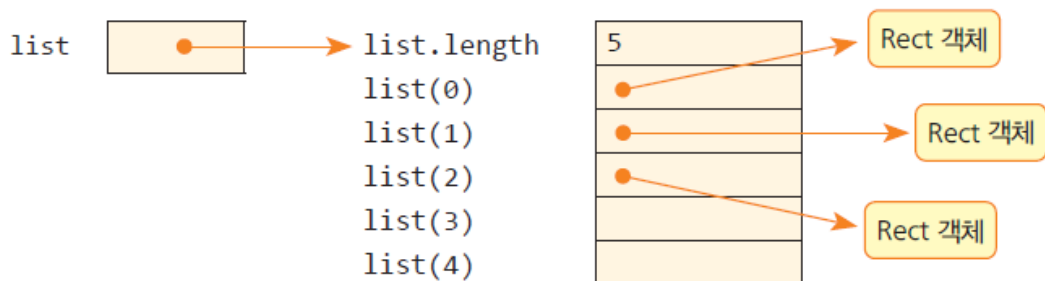 list
list.length 5
list(0)
list(1)
list(2)
list(3)
list(4)
Rect 객체
Rect 객체
Rect 객체